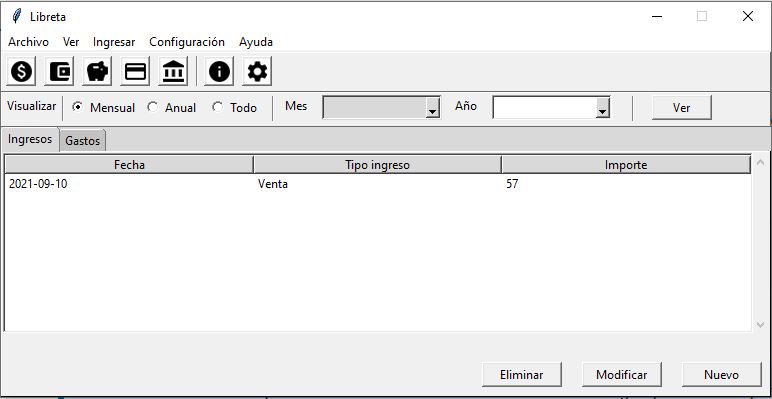 Libreta
Archivo Ver Ingresar Configuración Ayuda
Visualizar Mensual Anual Todo Mes Año Ver
Ingresos Gastos
Fecha Tipo ingreso Importe
2021-09-10 Venta 57
Eliminar Modificar Nuevo